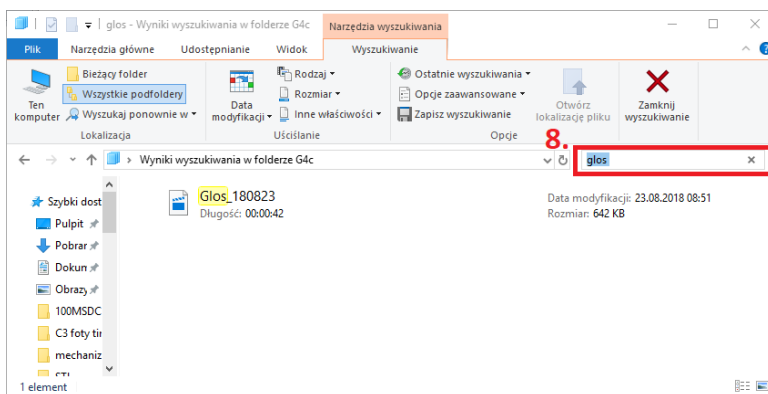 glos - Wyniki wyszukiwania w folderze G4c
Narzędzia wyszukiwania
Plik
Narzędzia główne
Udostępnianie
Widok
Wyszukiwanie
Ten komputer
Bieżący folder
Wszystkie podfoldery
Wyszukaj ponownie w
Lokalizacja
Data modyfikacji
Rodzaj
Rozmiar
Inne właściwości
Uściślanie
Ostatnie wyszukiwania
Opcje zaawansowane
Zapisz wyszukiwanie
Otwórz lokalizację pliku
Opcje
Zamknij wyszukiwanie
8.
Wyniki wyszukiwania w folderze G4c
glos
Szybki dost
Pulpit
Pobrar
Dokun
Obrazy
100MSDC
C3 foty tir
mechaniz
Glos_180823
Długość: 00:00:42
Data modyfikacji: 23.08.2018 08:51
Rozmiar: 642 KB
1 element